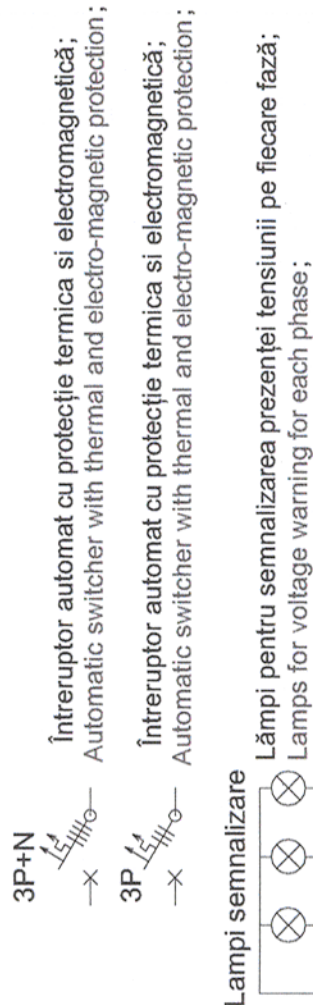 3P+N
Întreruptor automat cu protecție termica si electromagnetică;
Automatic switcher with thermal and electro-magnetic protection;
3P
Întreruptor automat cu protecție termica si electromagnetică;
Automatic switcher with thermal and electro-magnetic protection;
Lampi semnalizare
Lămpi pentru semnalizarea prezenței tensiunii pe fiecare fază;
Lamps for voltage warning for each phase;